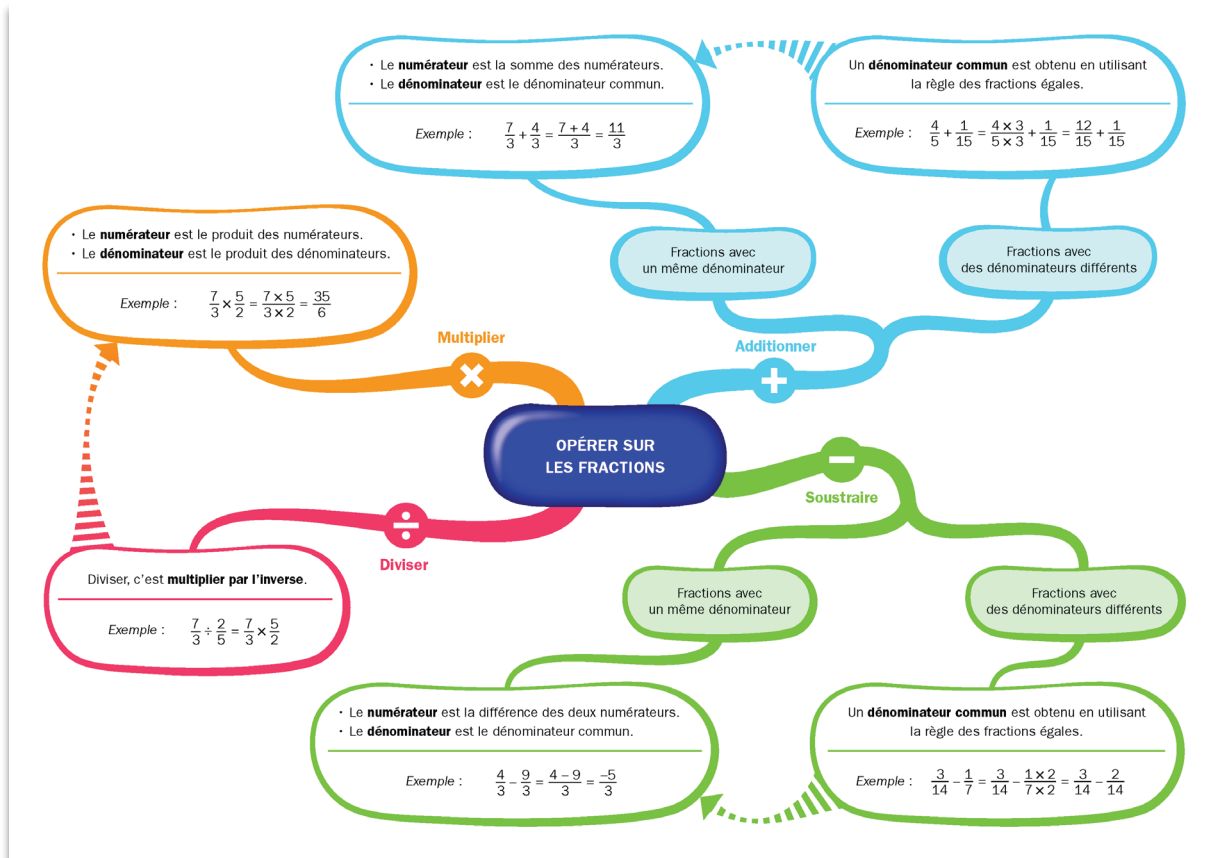 • Le numérateur est la somme des numérateurs.
• Le dénominateur est le dénominateur commun.
Exemple : 7/3 + 4/3 = (7 + 4)/3 = 11/3
Un dénominateur commun est obtenu en utilisant
la règle des fractions égales.
Exemple : 4/5 + 1/15 = (4 × 3)/(5 × 3) + 1/15 = 12/15 + 1/15
Fractions avec
un même dénominateur
Fractions avec
des dénominateurs différents
Additionner
+
• Le numérateur est le produit des numérateurs.
• Le dénominateur est le produit des dénominateurs.
Exemple : 7/3 × 5/2 = (7 × 5)/(3 × 2) = 35/6
Multiplier
×
OPÉRER SUR
LES FRACTIONS
÷
Diviser
Diviser, c'est multiplier par l'inverse.
Exemple : 7/3 ÷ 2/5 = 7/3 × 5/2
−
Soustraire
Fractions avec
un même dénominateur
Fractions avec
des dénominateurs différents
• Le numérateur est la différence des deux numérateurs.
• Le dénominateur est le dénominateur commun.
Exemple : 4/3 − 9/3 = (4 − 9)/3 = −5/3
Un dénominateur commun est obtenu en utilisant
la règle des fractions égales.
Exemple : 3/14 − 1/7 = 3/14 − (1 × 2)/(7 × 2) = 3/14 − 2/14